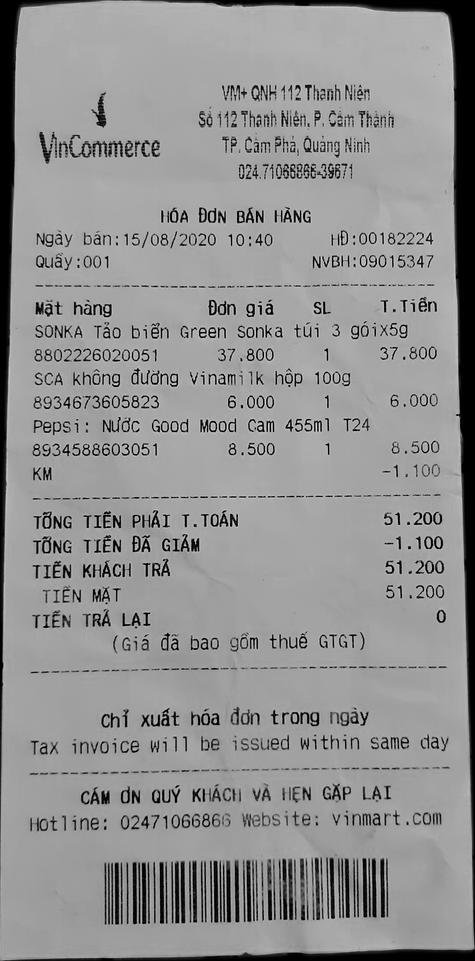 VinCommerce
VM+ QNH 112 Thanh Niên
Số 112 Thanh Niên, P. Cẩm Thành
TP. Cẩm Phả, Quảng Ninh
024.71066866-39671
HÓA ĐƠN BÁN HÀNG
Ngày bán:15/08/2020 10:40 HĐ:00182224
Quầy:001 NVBH:09015347
Mặt hàng Đơn giá SL T.Tiền
SONKA Tảo biển Green Sonka túi 3 góix5g
8802226020051 37.800 1 37.800
SCA không đường Vinamilk hộp 100g
8934673605823 6.000 1 6.000
Pepsi: Nước Good Mood Cam 455ml T24
8934588603051 8.500 1 8.500
KM -1.100
TỔNG TIỀN PHẢI T.TOÁN 51.200
TỔNG TIỀN ĐÃ GIẢM -1.100
TIỀN KHÁCH TRẢ 51.200
TIỀN MẶT 51.200
TIỀN TRẢ LẠI 0
(Giá đã bao gồm thuế GTGT)
Chỉ xuất hóa đơn trong ngày
Tax invoice will be issued within same day
CẢM ƠN QUÝ KHÁCH VÀ HẸN GẶP LẠI
Hotline: 02471066866 Website: vinmart.com